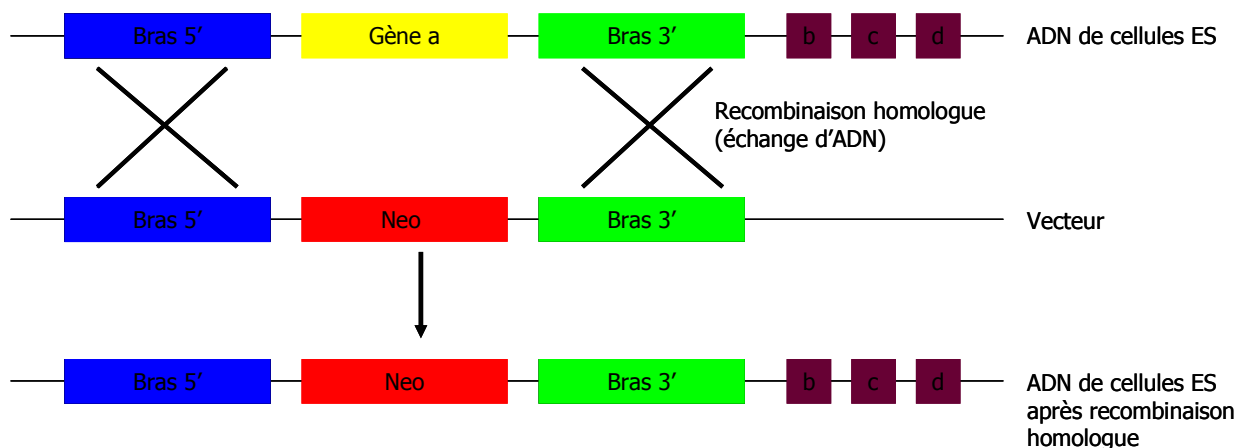 Bras 5’
Gène a
Bras 3’
b
c
d
ADN de cellules ES
Recombinaison homologue
(échange d’ADN)
Bras 5’
Neo
Bras 3’
Vecteur
Bras 5’
Neo
Bras 3’
b
c
d
ADN de cellules ES
après recombinaison
homologue